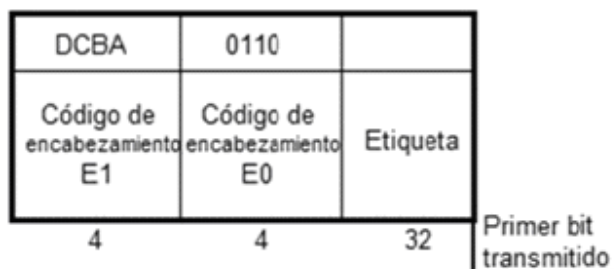 DCBA 0110
Código de Código de Etiqueta
encabezamiento encabezamiento
E1 E0
4 4 32 Primer bit
transmitido